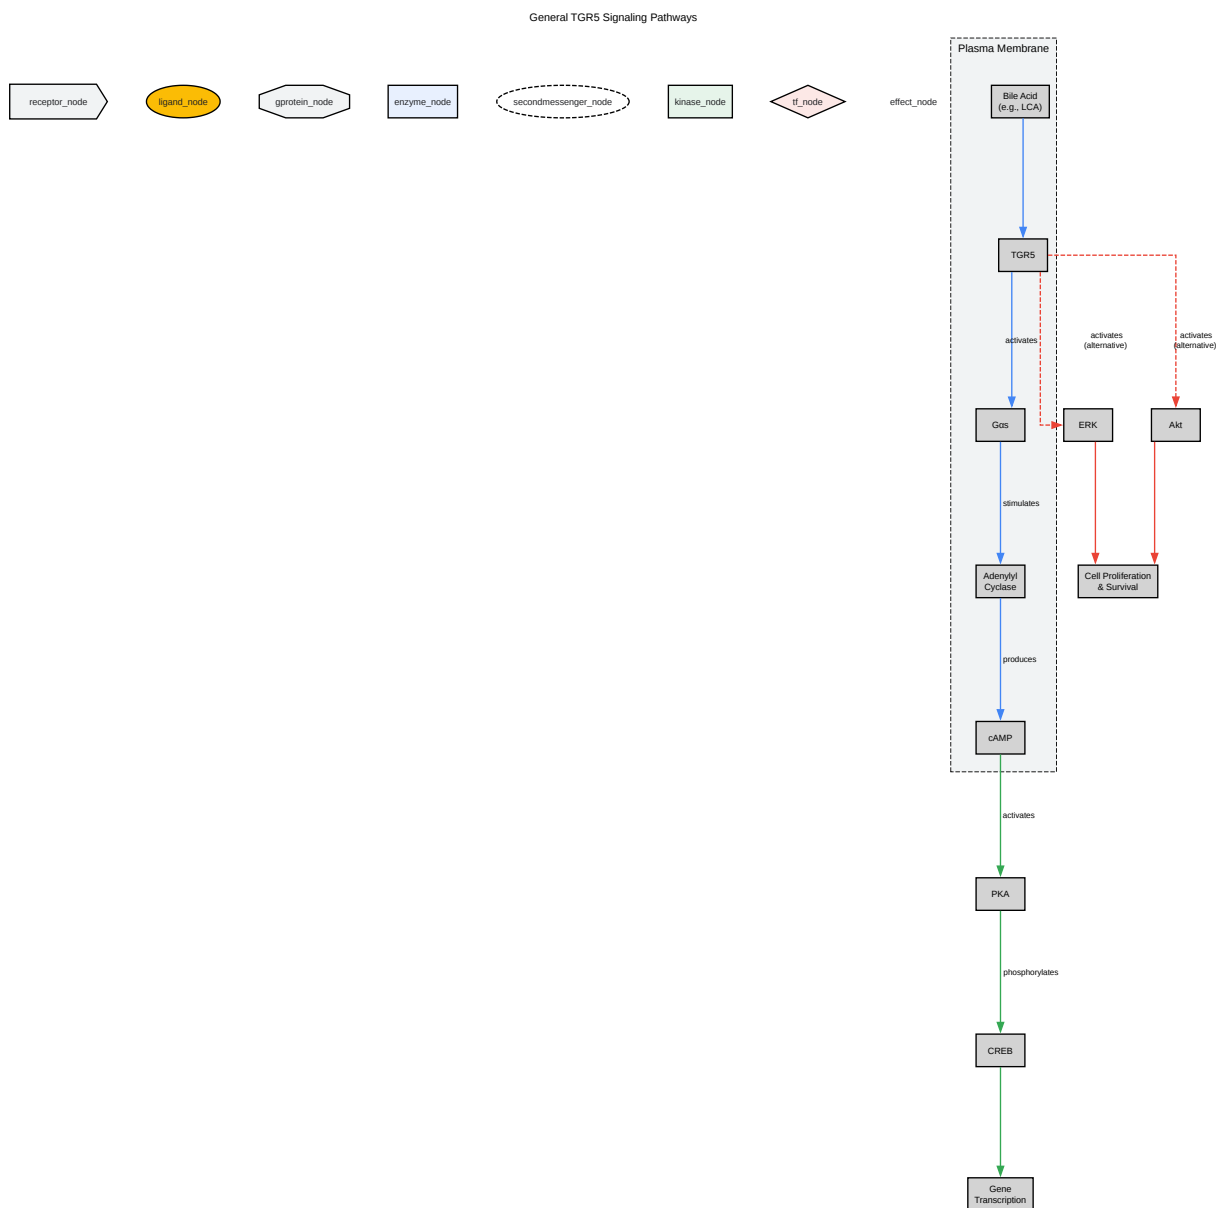 General TGR5 Signaling Pathways
Plasma Membrane
receptor_node
ligand_node
gprotein_node
enzyme_node
secondmessenger_node
kinase_node
tf_node
effect_node
Bile Acid
(e.g., LCA)
TGR5
activates
activates
(alternative)
activates
(alternative)
Gαs
ERK
Akt
stimulates
Adenylyl
Cyclase
Cell Proliferation
& Survival
produces
cAMP
activates
PKA
phosphorylates
CREB
Gene
Transcription